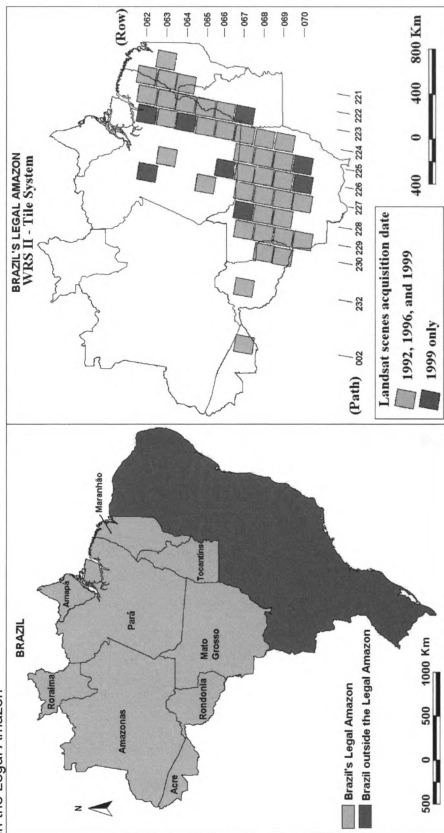 n the Legal Amazon
BRAZIL
N
Roraima
Amapá
Maranhão
Amazonas
Pará
Acre
Rondonia
Mato
Grosso
Tocantins
Brazil's Legal Amazon
Brazil outside the Legal Amazon
500 0 500 1000 Km
BRAZIL'S LEGAL AMAZON
WRS II - Tile System
(Row)
062
063
064
065
066
067
068
069
070
(Path)
002
232
230
229
228
227
226
225
224
223
222
221
Landsat scenes acquisition date
1992, 1996, and 1999
1999 only
400 0 400 800 Km